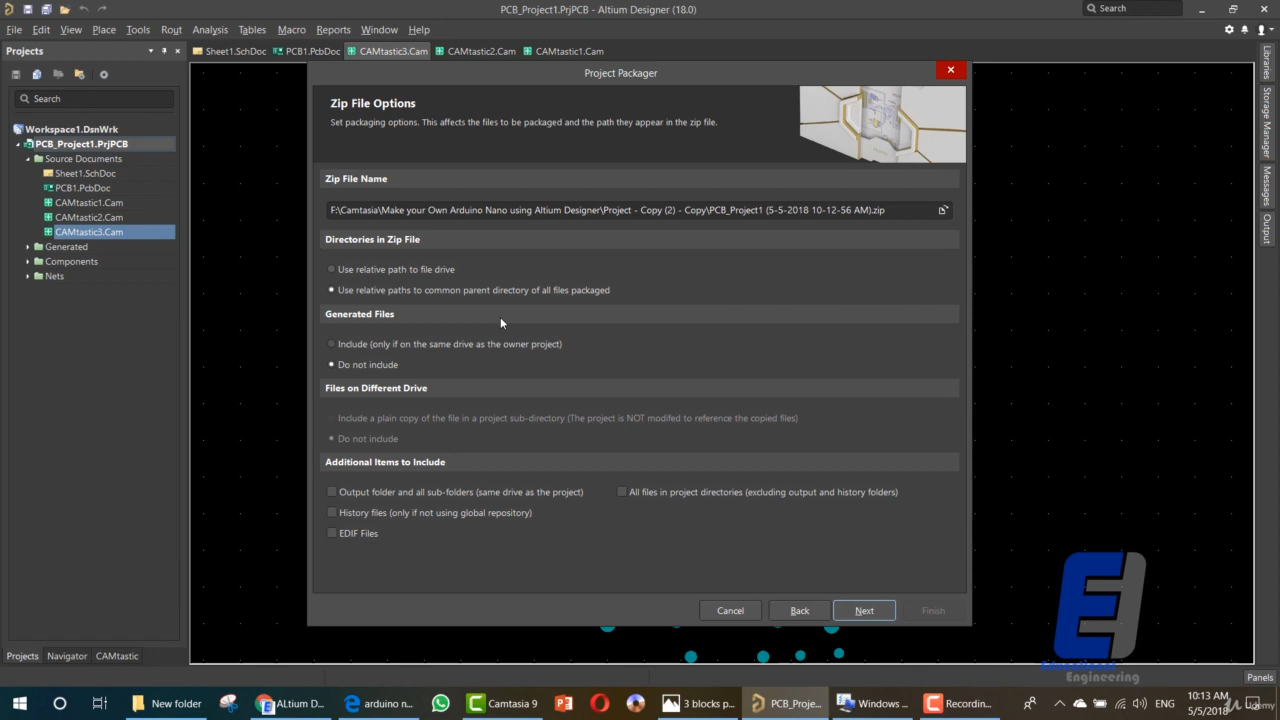 PCB_Project1.PrjPCB - Altium Designer (18.0)
Search
File Edit View Place Tools Rout Analysis Tables Macro Reports Window Help
Projects
Sheet1.SchDoc PCB1.PcbDoc CAMtastic3.Cam CAMtastic2.Cam CAMtastic1.Cam
Search
Workspace1.DsnWrk
PCB_Project1.PrjPCB
Source Documents
Sheet1.SchDoc
PCB1.PcbDoc
CAMtastic1.Cam
CAMtastic2.Cam
CAMtastic3.Cam
Generated
Components
Nets
Project Packager
Zip File Options
Set packaging options. This affects the files to be packaged and the path they appear in the zip file.
Zip File Name
F:\Camtasia\Make your Own Arduino Nano using Altium Designer\Project - Copy (2) - Copy\PCB_Project1 (5-5-2018 10-12-56 AM).zip
Directories in Zip File
Use relative path to file drive
Use relative paths to common parent directory of all files packaged
Generated Files
Include (only if on the same drive as the owner project)
Do not include
Files on Different Drive
Include a plain copy of the file in a project sub-directory (The project is NOT modifed to reference the copied files)
Do not include
Additional Items to Include
Output folder and all sub-folders (same drive as the project)
All files in project directories (excluding output and history folders)
History files (only if not using global repository)
EDIF Files
Cancel Back Next Finish
Libraries
Storage Manager
Messages
Output
Educational
Engineering
Projects Navigator CAMtastic
Panels
New folder
ALtium D...
arduino n...
Camtasia 9
3 blocks p...
PCB_Proje...
Windows ...
Recordin...
ENG
10:13 AM
5/5/2018
Udemy